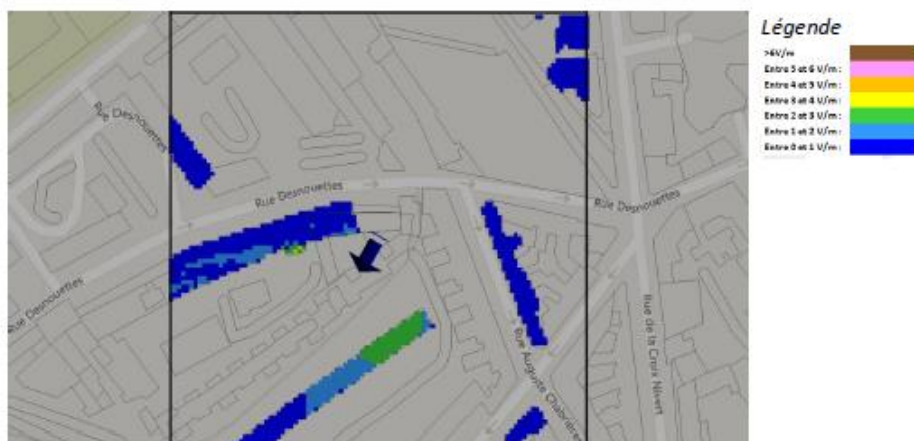 Légende
>6V/m
Entre 5 et 6 V/m :
Entre 4 et 5 V/m :
Entre 3 et 4 V/m :
Entre 2 et 3 V/m :
Entre 1 et 2 V/m :
Entre 0 et 1 V/m :
Rue Desnouettes
Rue Desnouettes
Rue Desnouettes
Rue Desnouettes
Rue de la Croix Nivert
Rue Auguste Chabrières